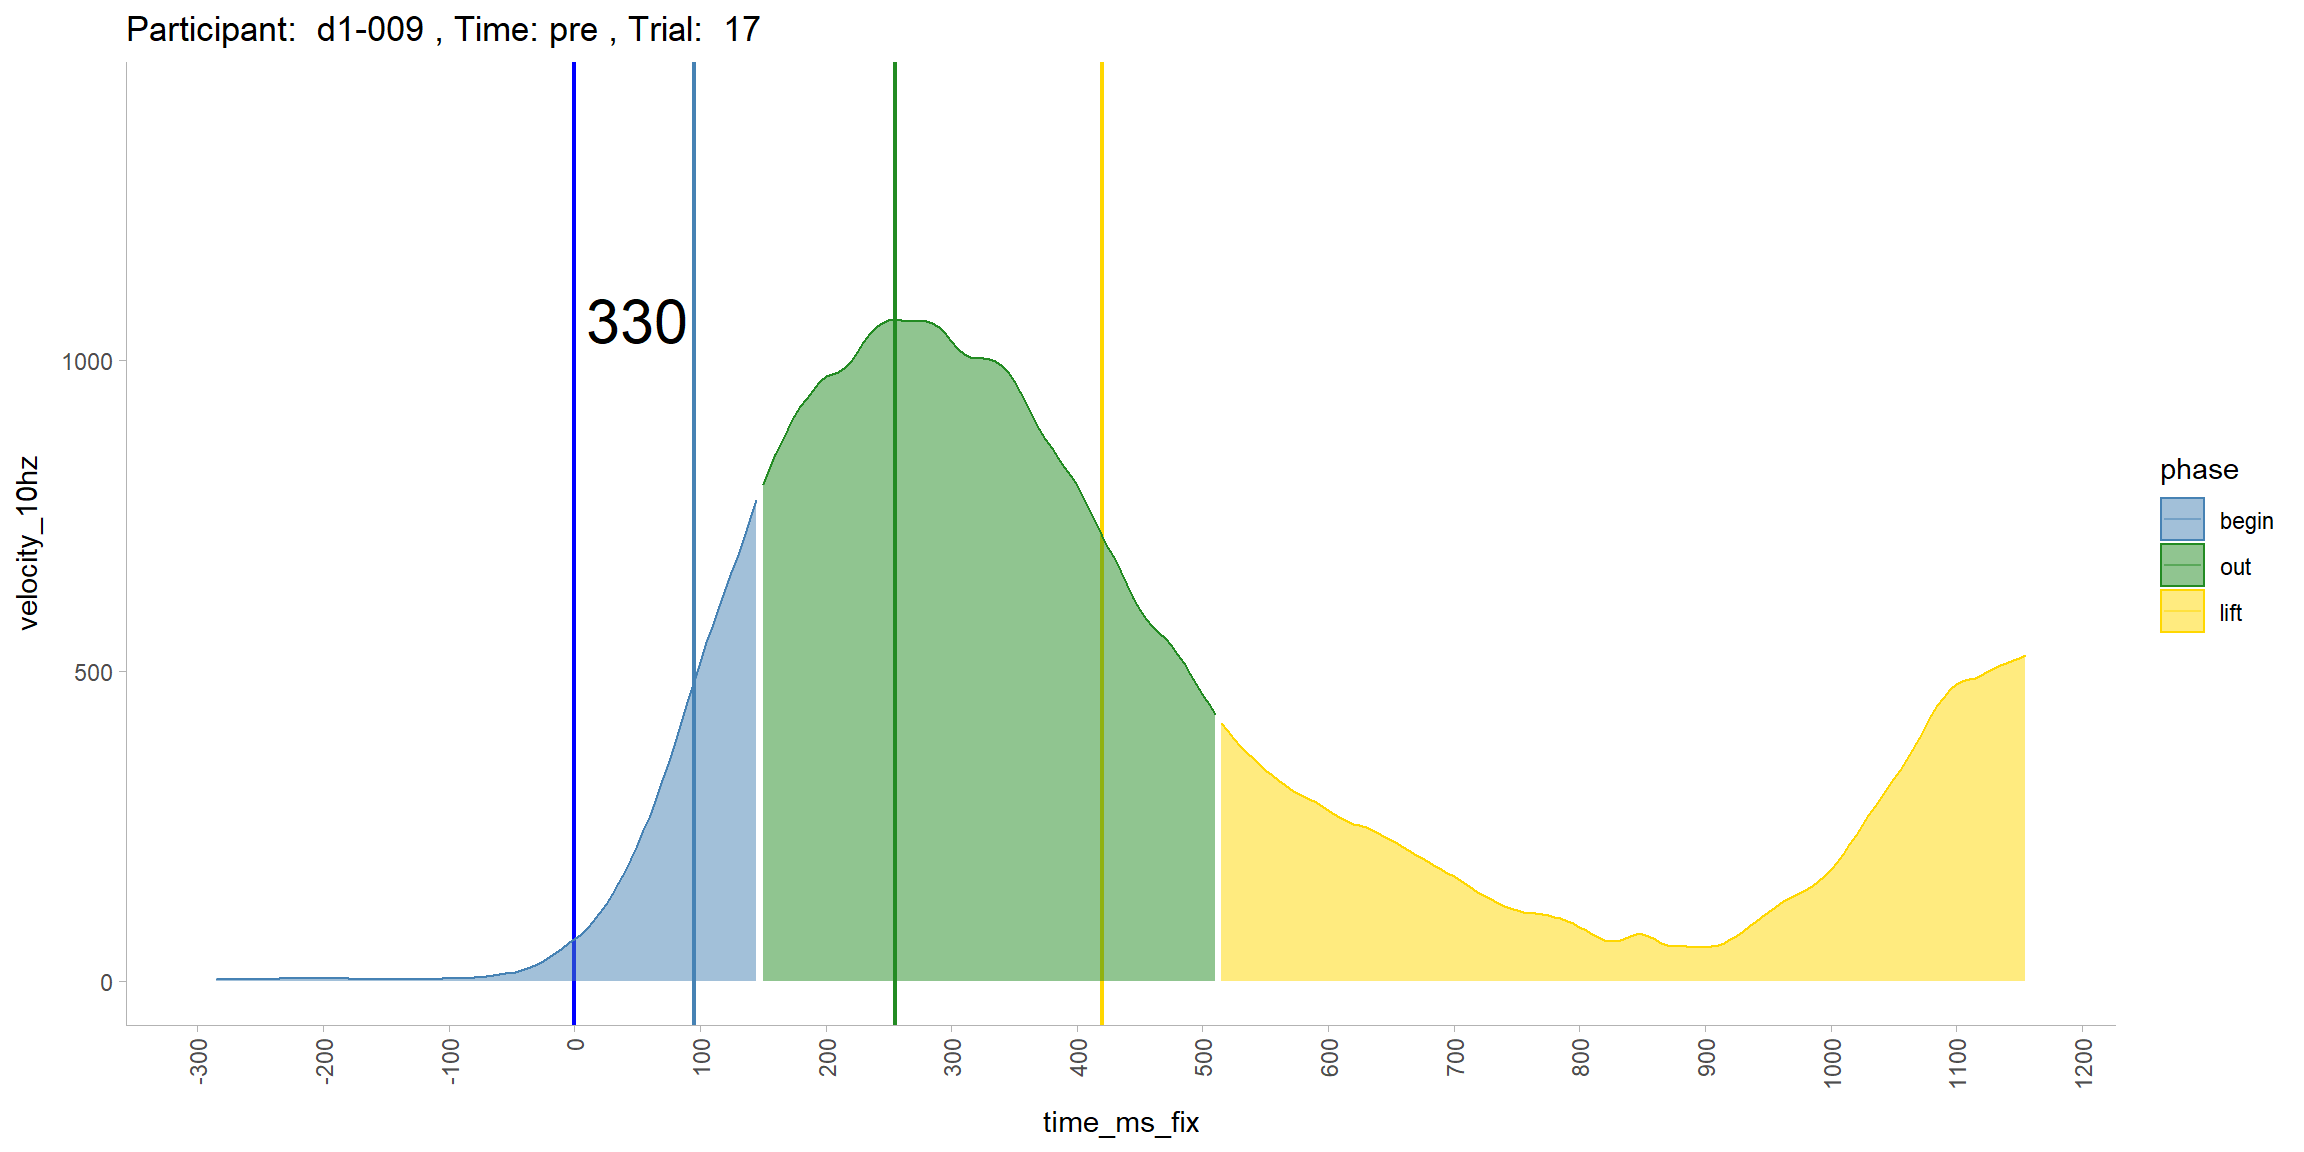 Participant:  d1-009 , Time: pre , Trial:  17
330
1000
500
0
velocity_10hz
-300
-200
-100
0
100
200
300
400
500
600
700
800
900
1000
1100
1200
time_ms_fix
phase
begin
out
lift